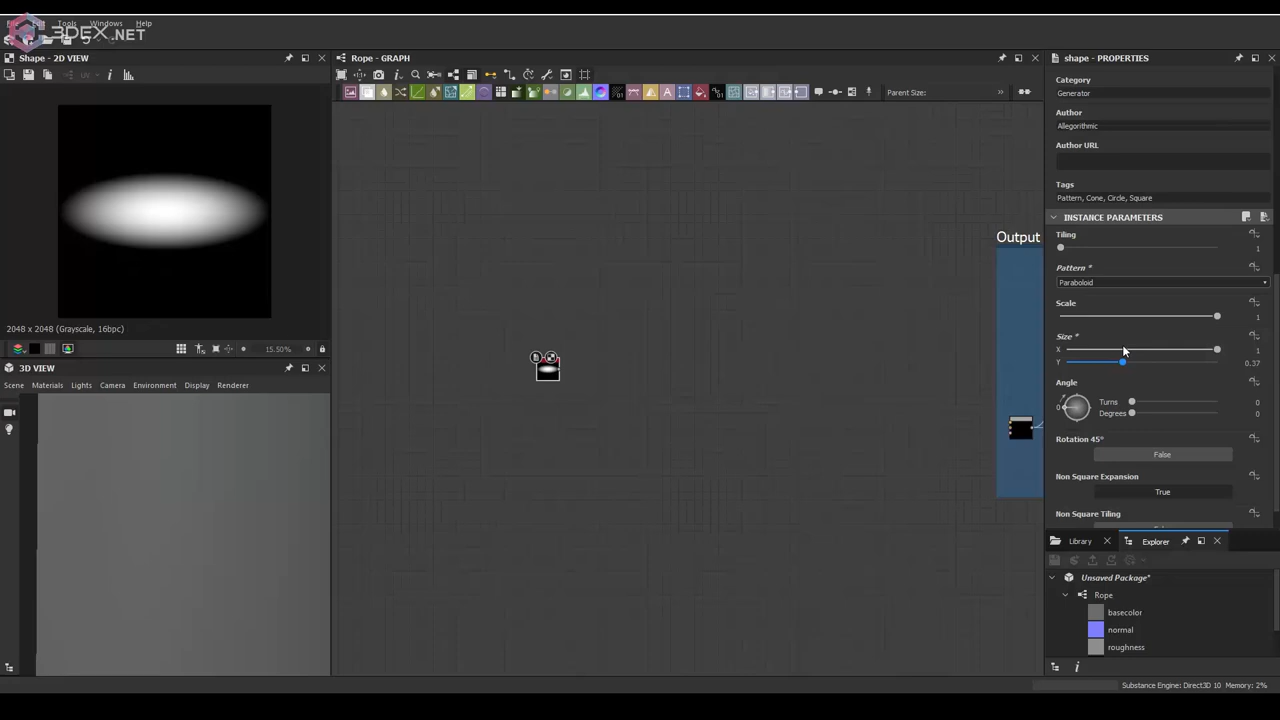 3DEX.NET
File Edit Tools Windows Help
Shape - 2D VIEW
Rope - GRAPH
shape - PROPERTIES
UV
Parent Size:
Category
Generator
Author
Allegorithmic
Author URL
Tags
Pattern, Cone, Circle, Square
INSTANCE PARAMETERS
Tiling
1
Pattern *
Paraboloid
Scale
1
Size *
X 1
Y 0.37
Angle
0
Turns 0
Degrees 0
Rotation 45°
False
Non Square Expansion
True
Non Square Tiling
Output
2048 x 2048 (Grayscale, 16bpc)
15.50%
3D VIEW
Scene Materials Lights Camera Environment Display Renderer
Library
Explorer
Unsaved Package*
Rope
basecolor
normal
roughness
Substance Engine: Direct3D 10 Memory: 2%